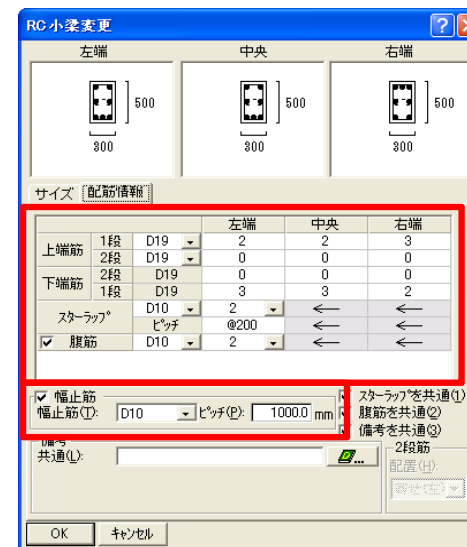 RC小梁変更
左端 中央 右端
500 500 500
300 300 300
サイズ 配筋情報
左端 中央 右端
上端筋 1段 D19 2 2 3
2段 D19 0 0 0
下端筋 2段 D19 0 0 0
1段 D19 3 3 2
スターラップ D10 2 ← ←
ピッチ @200 ← ←
腹筋 D10 2 ← ←
幅止筋
幅止筋(T): D10 ピッチ(P): 1000.0 mm
スターラップを共通(1)
腹筋を共通(2)
備考を共通(3)
備考
共通(L):
2段筋
配置(H):
寄せ(左)
OK キャンセル